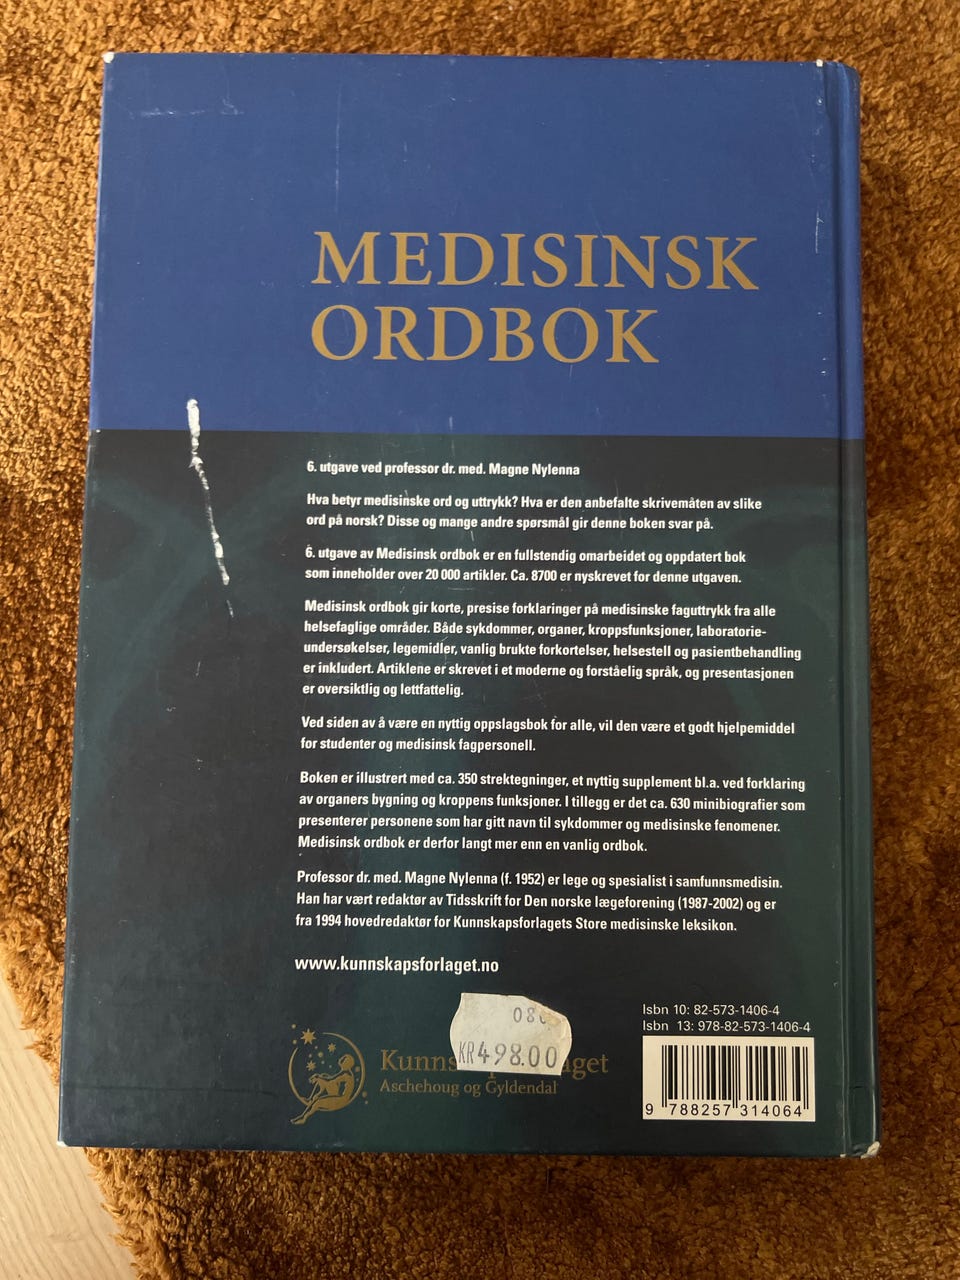 MEDISINSK
ORDBOK
6. utgave ved professor dr. med. Magne Nylenna
Hva betyr medisinske ord og uttrykk? Hva er den anbefalte skrivemåten av slike
ord på norsk? Disse og mange andre spørsmål gir denne boken svar på.
6. utgave av Medisinsk ordbok er en fullstendig omarbeidet og oppdatert bok
som inneholder over 20 000 artikler. Ca. 8700 er nyskrevet for denne utgaven.
Medisinsk ordbok gir korte, presise forklaringer på medisinske faguttrykk fra alle
helsefaglige områder. Både sykdommer, organer, kroppsfunksjoner, laboratorie-
undersøkelser, legemidler, vanlig brukte forkortelser, helsestell og pasientbehandling
er inkludert. Artiklene er skrevet i et moderne og forståelig språk, og presentasjonen
er oversiktlig og lettfattelig.
Ved siden av å være en nyttig oppslagsbok for alle, vil den være et godt hjelpemiddel
for studenter og medisinsk fagpersonell.
Boken er illustrert med ca. 350 strektegninger, et nyttig supplement bl.a. ved forklaring
av organers bygning og kroppens funksjoner. I tillegg er det ca. 630 minibiografier som
presenterer personene som har gitt navn til sykdommer og medisinske fenomener.
Medisinsk ordbok er derfor langt mer enn en vanlig ordbok.
Professor dr. med. Magne Nylenna (f. 1952) er lege og spesialist i samfunnsmedisin.
Han har vært redaktør av Tidsskrift for Den norske lægeforening (1987-2002) og er
fra 1994 hovedredaktør for Kunnskapsforlagets Store medisinske leksikon.
www.kunnskapsforlaget.no
KR498.00
Aschehoug og Gyldendal
Isbn 10: 82-573-1406-4
Isbn 13: 978-82-573-1406-4
9 788257 314064